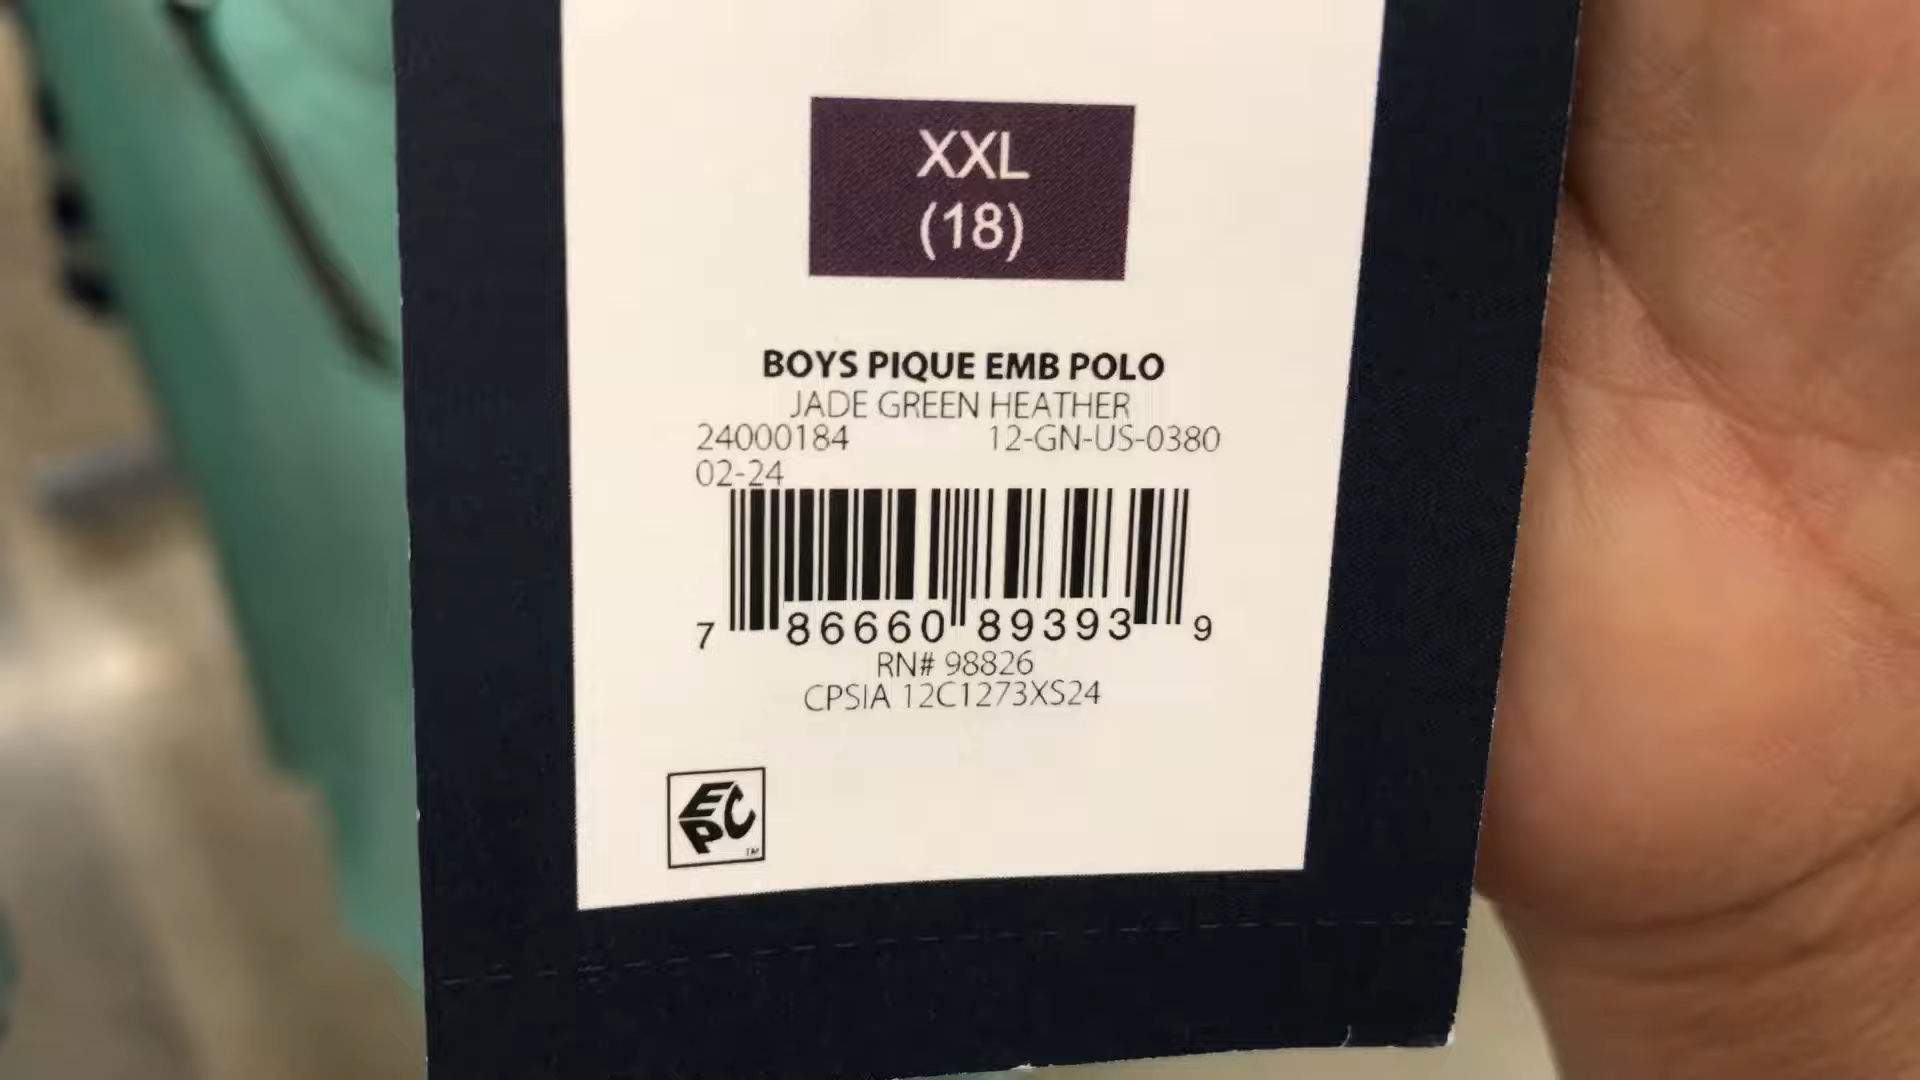 XXL
(18)
BOYS PIQUE EMB POLO
JADE GREEN HEATHER
24000184 12-GN-US-0380
02-24
7 86660 89393 9
RN# 98826
CPSIA 12C1273XS24
EPC
TM